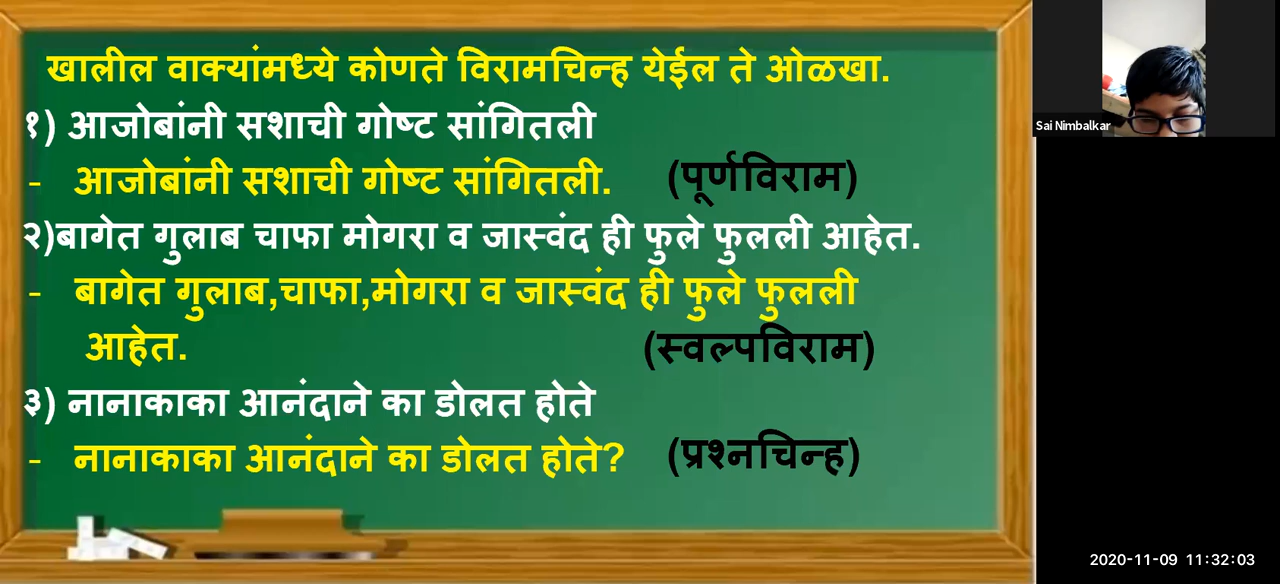 खालील वाक्यांमध्ये कोणते विरामचिन्ह येईल ते ओळखा.
१) आजोबांनी सशाची गोष्ट सांगितली
- आजोबांनी सशाची गोष्ट सांगितली. (पूर्णविराम)
२)बागेत गुलाब चाफा मोगरा व जास्वंद ही फुले फुलली आहेत.
- बागेत गुलाब,चाफा,मोगरा व जास्वंद ही फुले फुलली
आहेत. (स्वल्पविराम)
३) नानाकाका आनंदाने का डोलत होते
- नानाकाका आनंदाने का डोलत होते? (प्रश्नचिन्ह)
Sai Nimbalkar
2020-11-09 11:32:03